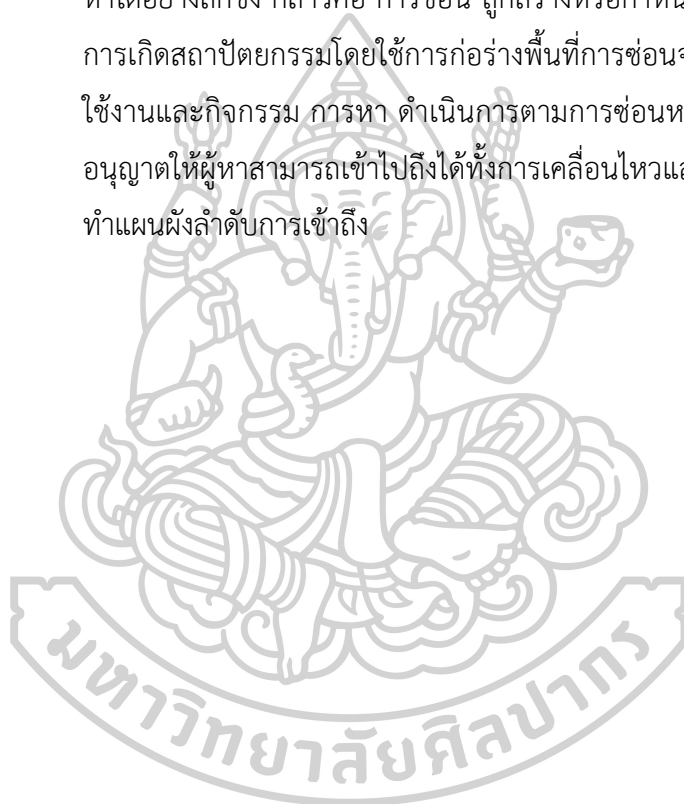 การเกิดสถาปัตยกรรมโดยใช้การก่อร่างพื้นที่การซ่อน
ใช้งานและกิจกรรม การหา ดำเนินการตามการซ่อน
อนุญาตให้ผู้หาสามารถเข้าไปถึงได้ทั้งการเคลื่อนไหว
ทำแผนผังลำดับการเข้าถึง
มหาวิทยาลัยศิลปากร